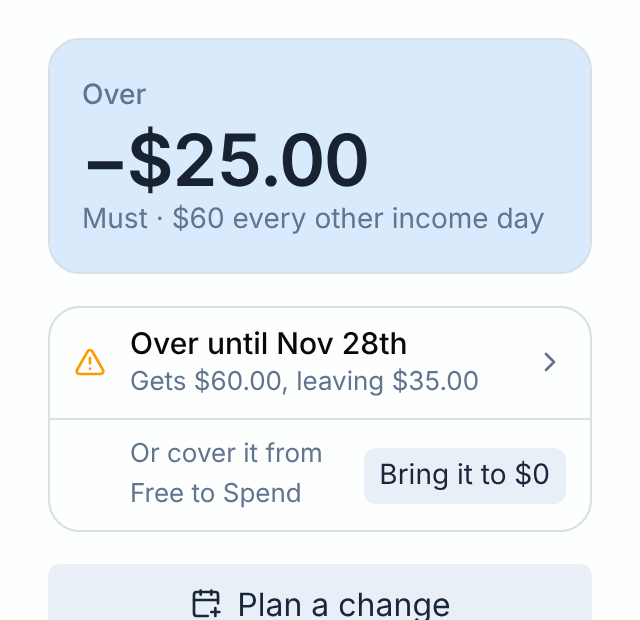 Over
−$25.00
Must · $60 every other income day
Over until Nov 28th
Gets $60.00, leaving $35.00
Or cover it from
Free to Spend
Bring it to $0
Plan a change